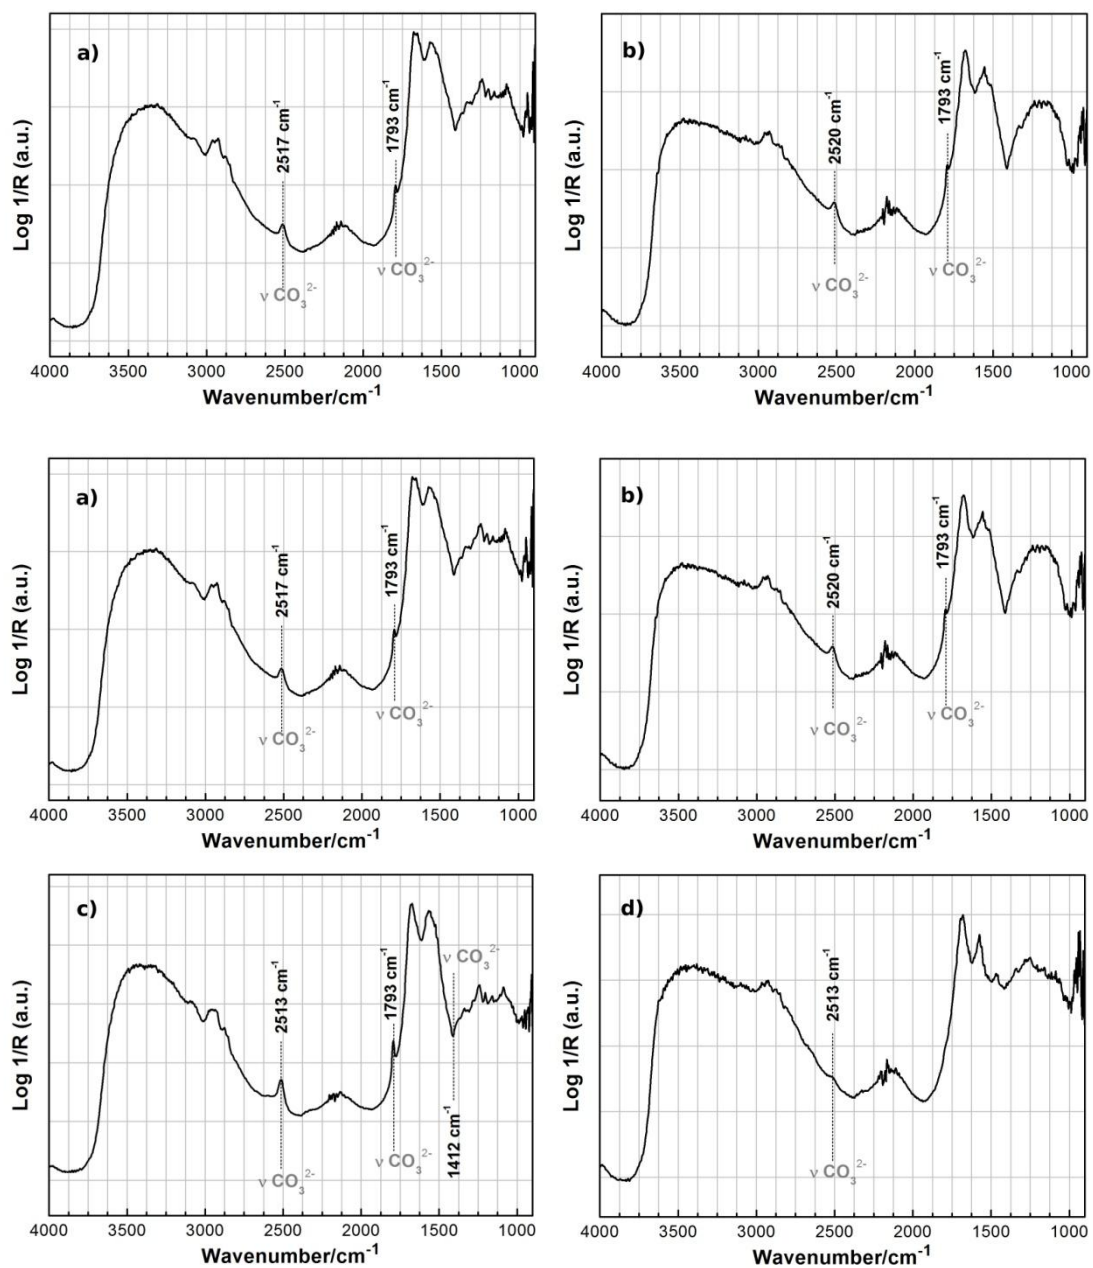 a)
2517 cm-1
1793 cm-1
ν CO32-
ν CO32-
Log 1/R (a.u.)
4000 3500 3000 2500 2000 1500 1000
Wavenumber/cm-1
b)
2520 cm-1
1793 cm-1
ν CO32-
ν CO32-
Log 1/R (a.u.)
4000 3500 3000 2500 2000 1500 1000
Wavenumber/cm-1
a)
2517 cm-1
1793 cm-1
ν CO32-
ν CO32-
Log 1/R (a.u.)
4000 3500 3000 2500 2000 1500 1000
Wavenumber/cm-1
b)
2520 cm-1
1793 cm-1
ν CO32-
ν CO32-
Log 1/R (a.u.)
4000 3500 3000 2500 2000 1500 1000
Wavenumber/cm-1
c)
2513 cm-1
1793 cm-1
ν CO32-
1412 cm-1
ν CO32-
ν CO32-
Log 1/R (a.u.)
4000 3500 3000 2500 2000 1500 1000
Wavenumber/cm-1
d)
2513 cm-1
ν CO32-
Log 1/R (a.u.)
4000 3500 3000 2500 2000 1500 1000
Wavenumber/cm-1